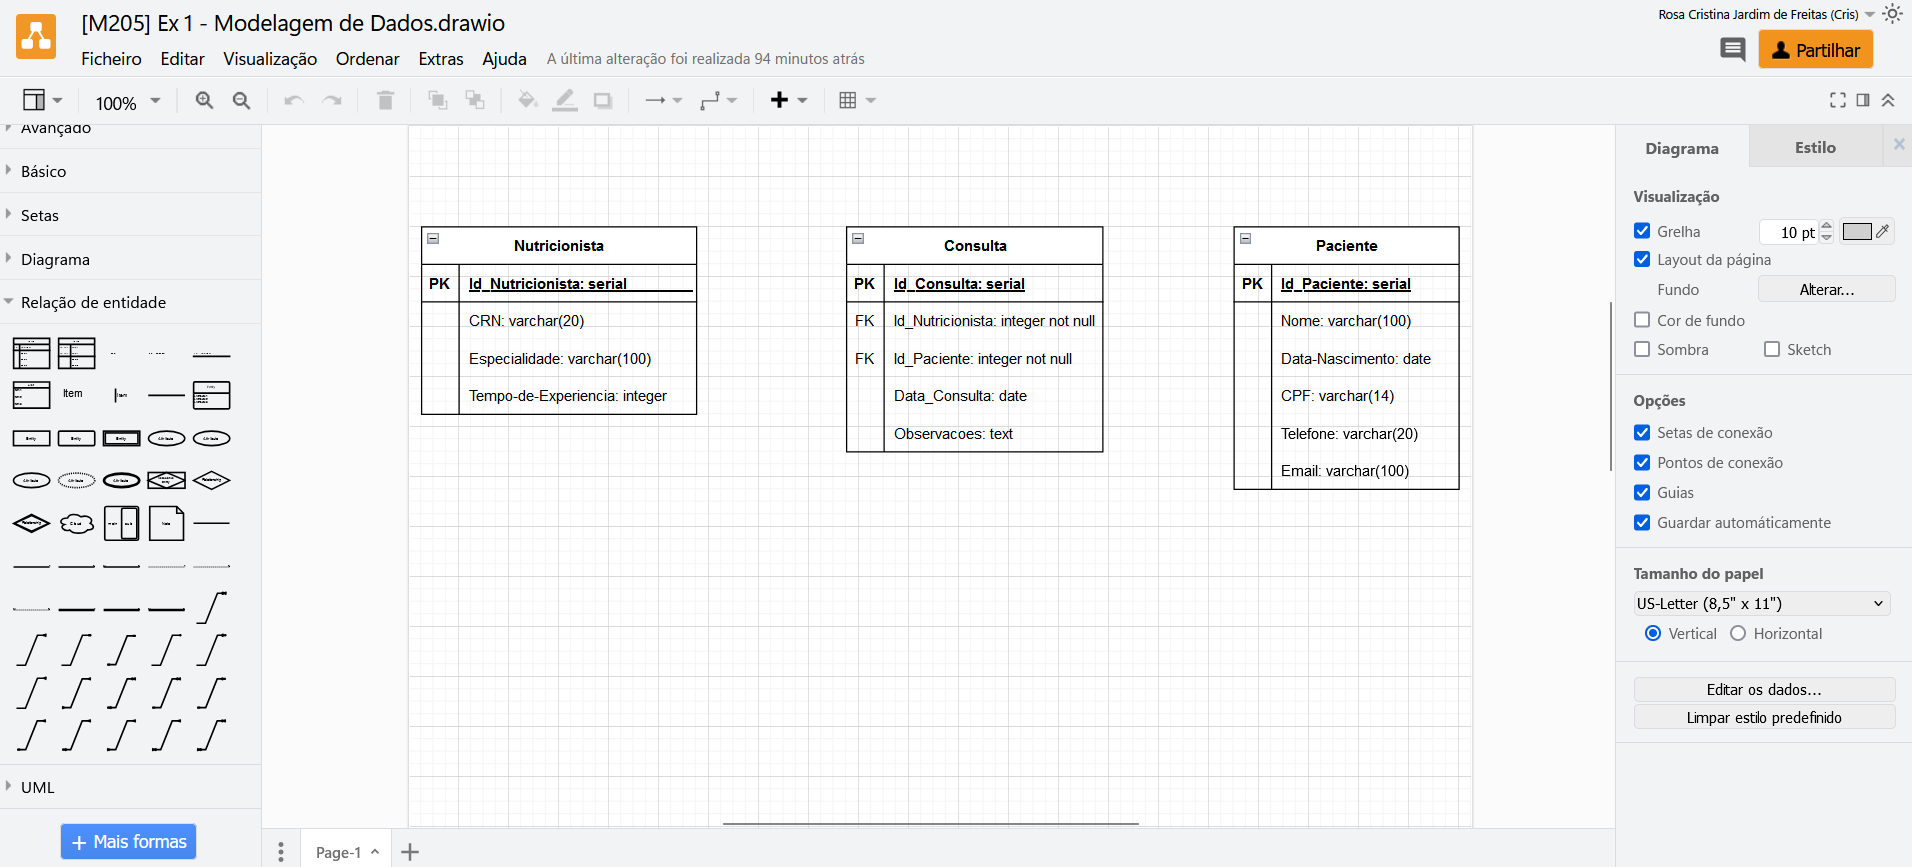 [M205] Ex 1 - Modelagem de Dados.drawio
Rosa Cristina Jardim de Freitas (Cris)
Ficheiro Editar Visualização Ordenar Extras Ajuda A última alteração foi realizada 94 minutos atrás
Partilhar
100%
Avançado
Básico
Setas
Diagrama
Relação de entidade
Item
UML
+ Mais formas
Nutricionista
PK Id_Nutricionista: serial
CRN: varchar(20)
Especialidade: varchar(100)
Tempo-de-Experiencia: integer
Consulta
PK Id_Consulta: serial
FK Id_Nutricionista: integer not null
FK Id_Paciente: integer not null
Data_Consulta: date
Observacoes: text
Paciente
PK Id_Paciente: serial
Nome: varchar(100)
Data-Nascimento: date
CPF: varchar(14)
Telefone: varchar(20)
Email: varchar(100)
Page-1
Diagrama Estilo
Visualização
Grelha 10 pt
Layout da página
Fundo Alterar...
Cor de fundo
Sombra Sketch
Opções
Setas de conexão
Pontos de conexão
Guias
Guardar automáticamente
Tamanho do papel
US-Letter (8,5" x 11")
Vertical Horizontal
Editar os dados...
Limpar estilo predefinido